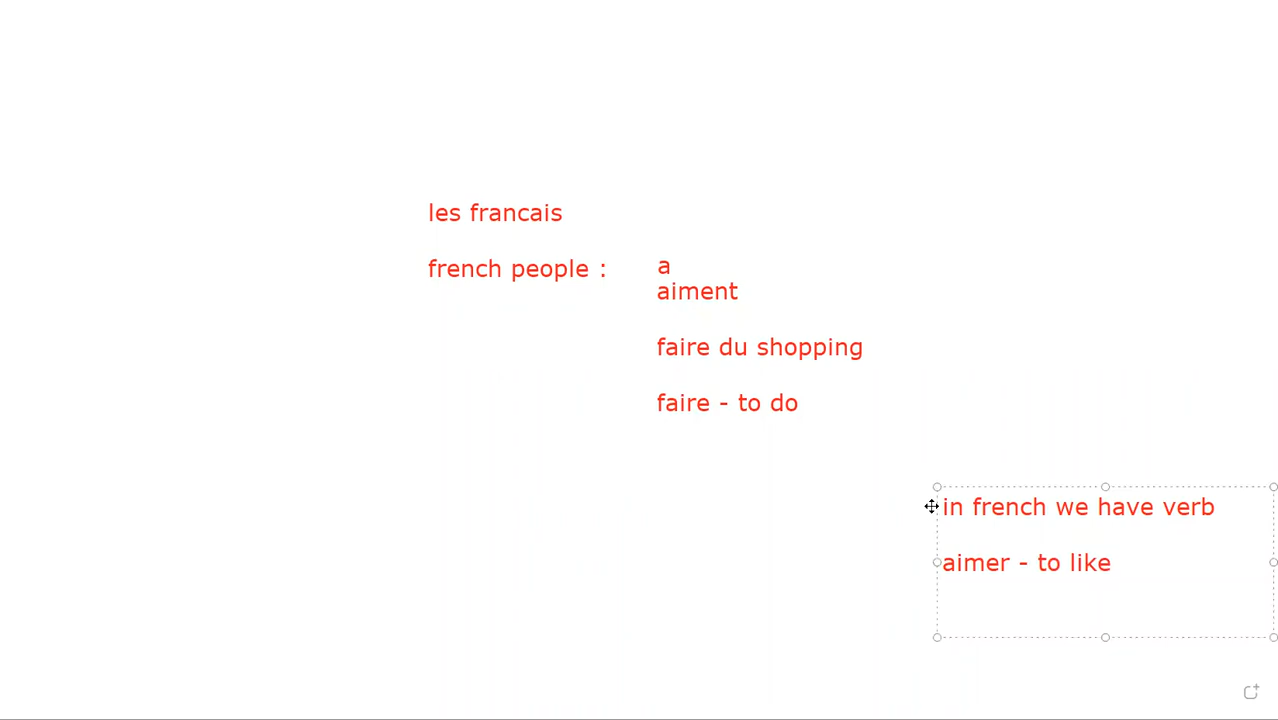 les francais
french people :
a
aiment
faire du shopping
faire - to do
in french we have verb
aimer - to like